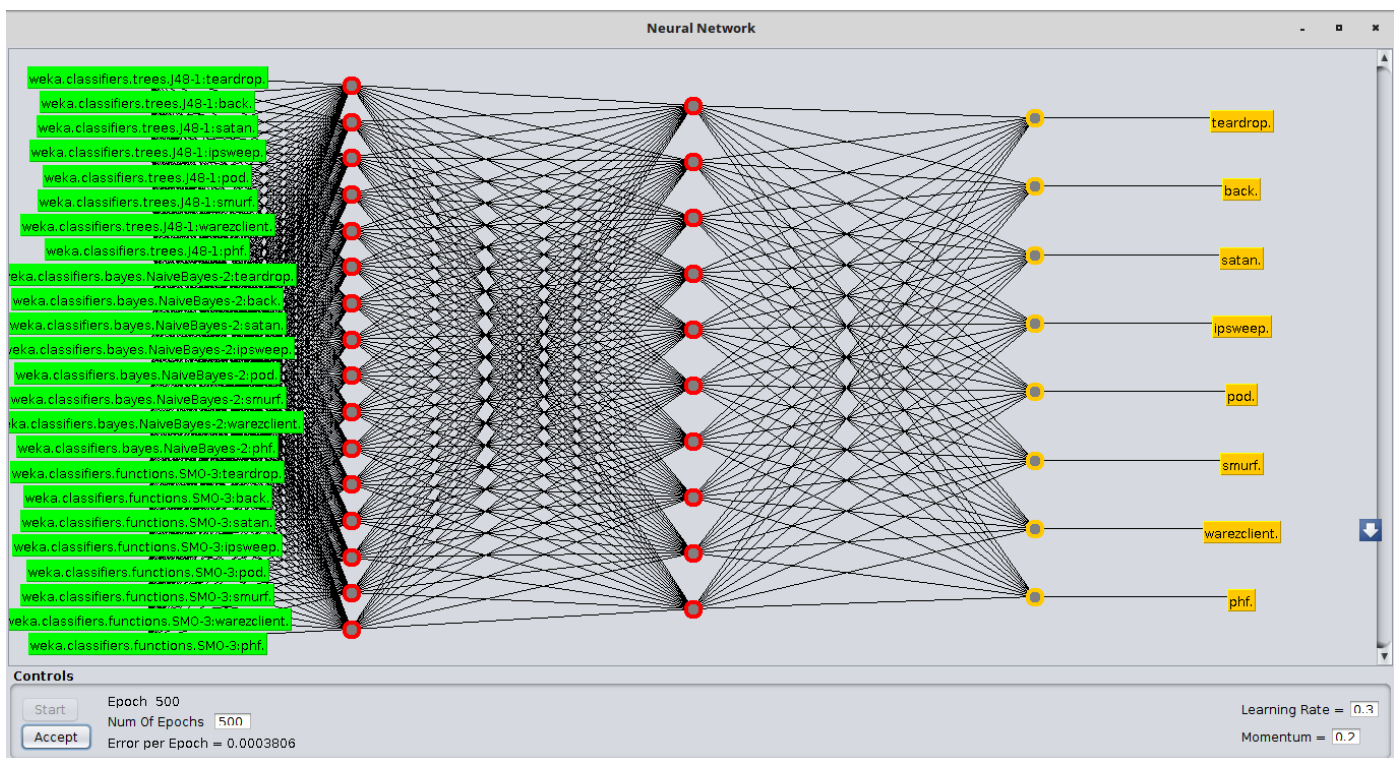 Neural Network
weka.classifiers.trees.J48-1:teardrop.
weka.classifiers.trees.J48-1:back.
weka.classifiers.trees.J48-1:satan.
weka.classifiers.trees.J48-1:ipsweep.
weka.classifiers.trees.J48-1:pod.
weka.classifiers.trees.J48-1:smurf.
weka.classifiers.trees.J48-1:warezclient.
weka.classifiers.trees.J48-1:phf.
eka.classifiers.bayes.NaiveBayes-2:teardrop.
weka.classifiers.bayes.NaiveBayes-2:back.
weka.classifiers.bayes.NaiveBayes-2:satan.
eka.classifiers.bayes.NaiveBayes-2:ipsweep.
weka.classifiers.bayes.NaiveBayes-2:pod.
weka.classifiers.bayes.NaiveBayes-2:smurf.
ka.classifiers.bayes.NaiveBayes-2:warezclient.
weka.classifiers.bayes.NaiveBayes-2:phf.
weka.classifiers.functions.SMO-3:teardrop.
weka.classifiers.functions.SMO-3:back.
weka.classifiers.functions.SMO-3:satan.
weka.classifiers.functions.SMO-3:ipsweep.
weka.classifiers.functions.SMO-3:pod.
weka.classifiers.functions.SMO-3:smurf.
weka.classifiers.functions.SMO-3:warezclient.
weka.classifiers.functions.SMO-3:phf.
teardrop.
back.
satan.
ipsweep.
pod.
smurf.
warezclient.
phf.
Controls
Start
Accept
Epoch 500
Num Of Epochs 500
Error per Epoch = 0.0003806
Learning Rate = 0.3
Momentum = 0.2